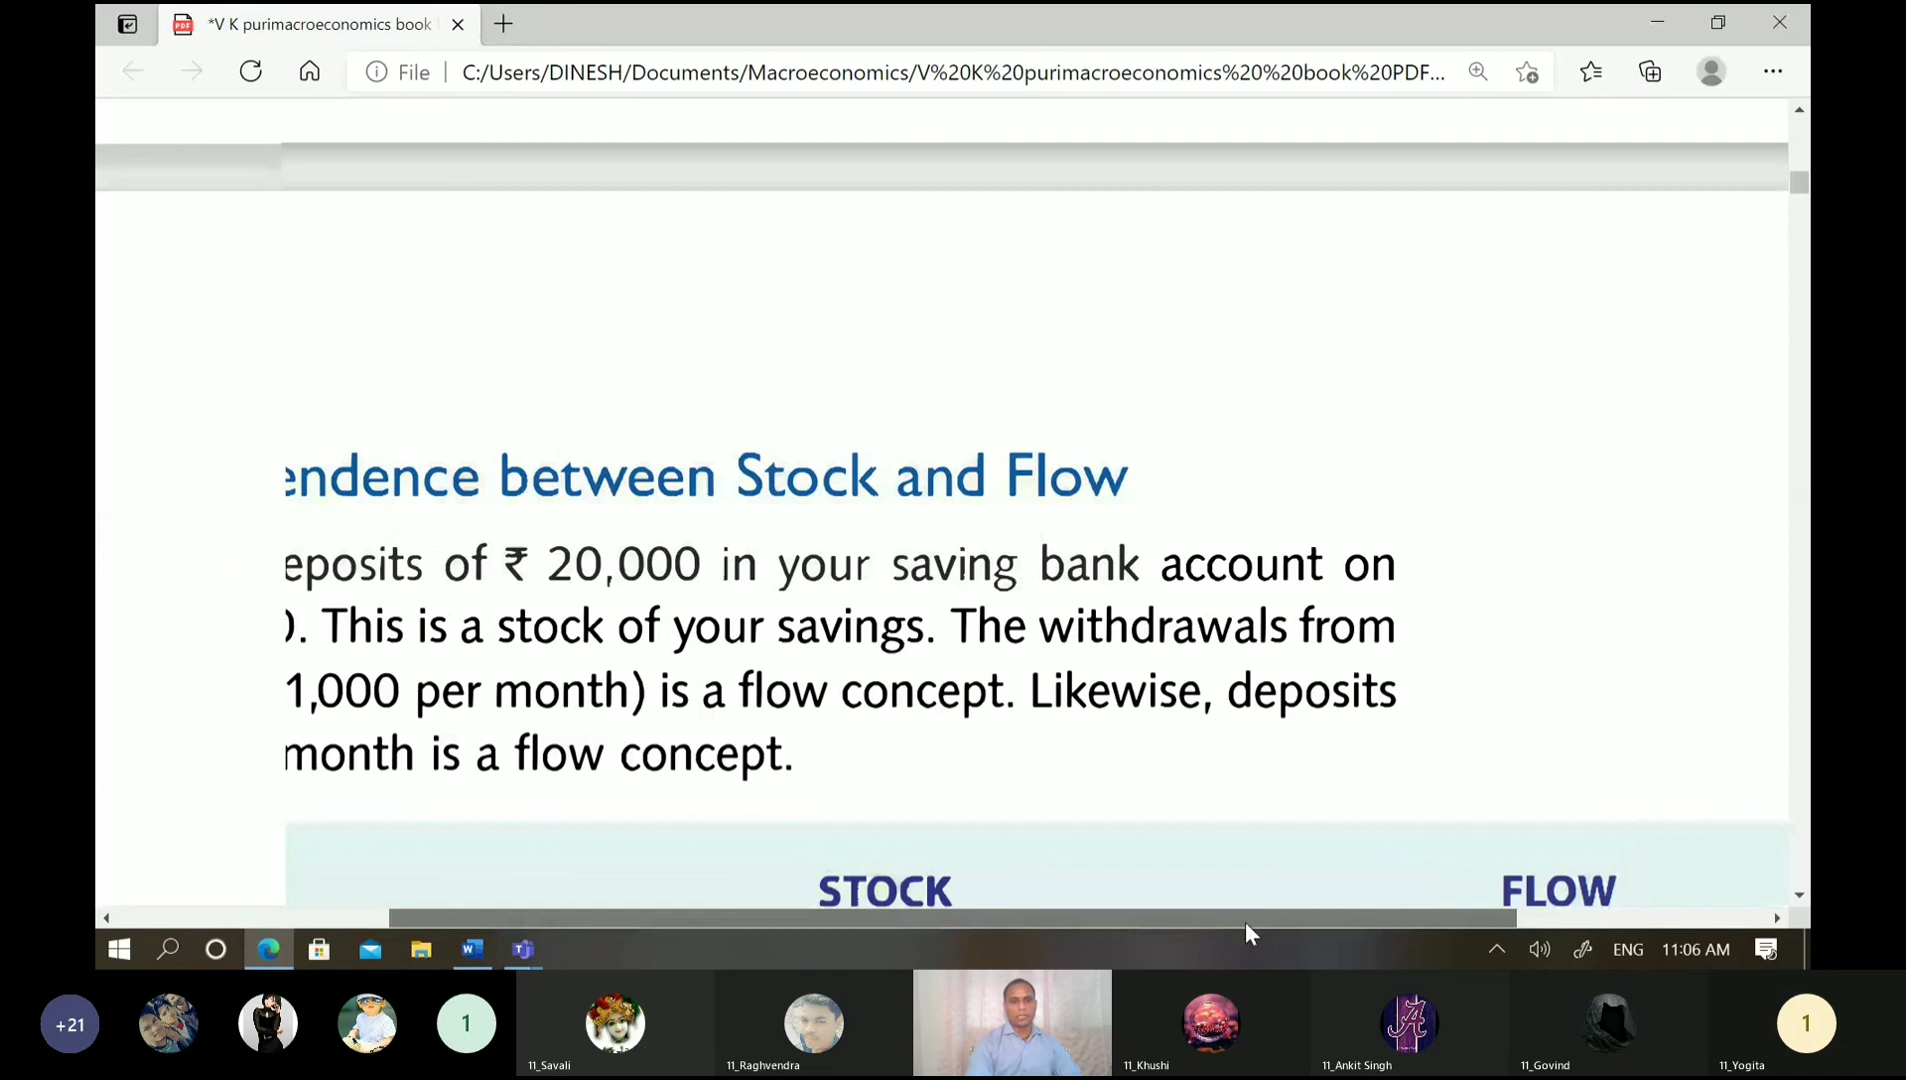 *V K purimacroeconomics book
File
C:/Users/DINESH/Documents/Macroeconomics/V%20K%20purimacroeconomics%20%20book%20PDF...
endence between Stock and Flow
eposits of ₹ 20,000 in your saving bank account on
). This is a stock of your savings. The withdrawals from
1,000 per month) is a flow concept. Likewise, deposits
month is a flow concept.
STOCK FLOW
ENG 11:06 AM
+21
1
1
11_Savali
11_Raghvendra
11_Khushi
11_Ankit Singh
11_Govind
11_Yogita